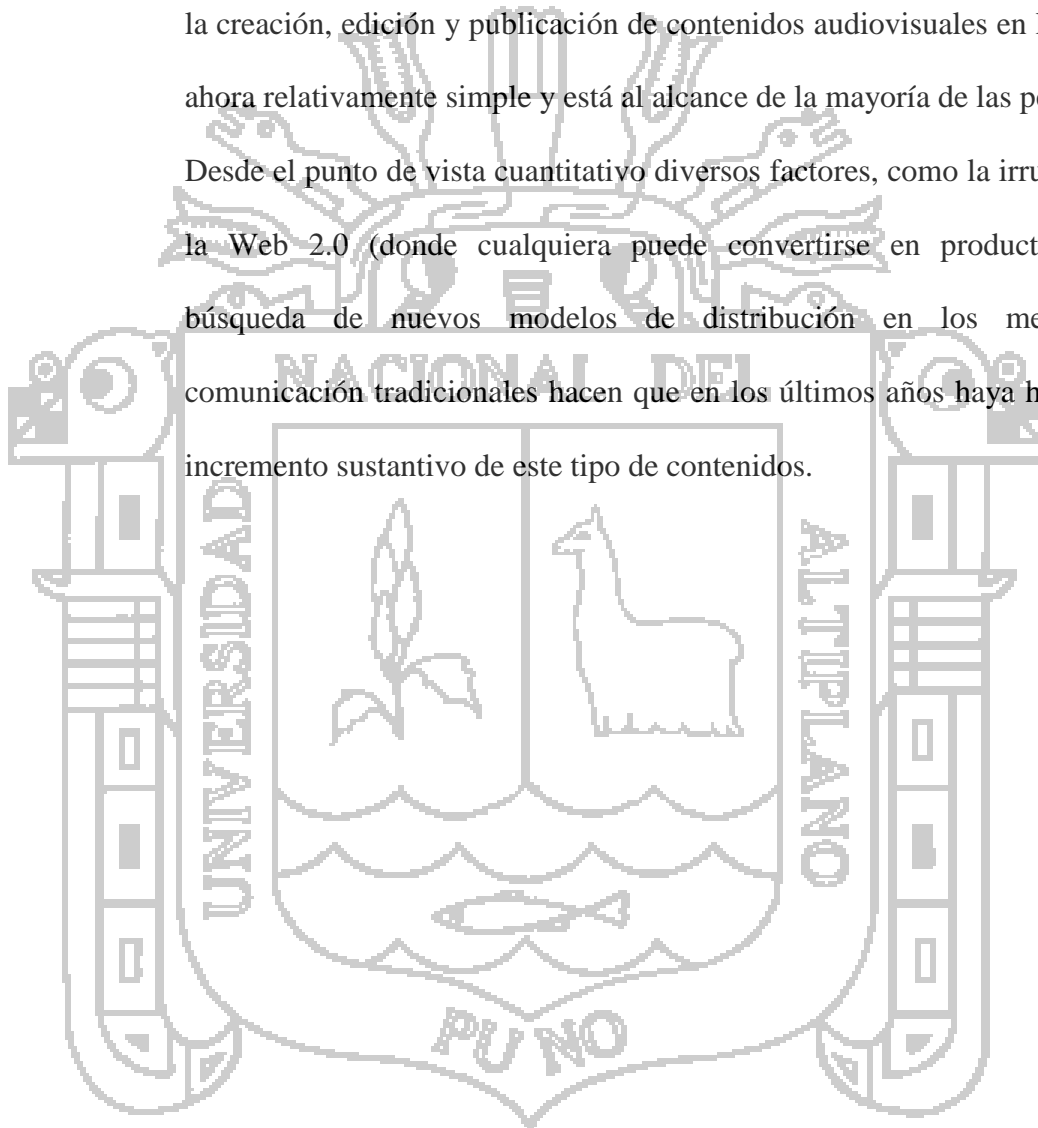 la creación, edición y publicación de contenidos audiovisuales en
ahora relativamente simple y está al alcance de la mayoría de las
Desde el punto de vista cuantitativo diversos factores, como la
la Web 2.0 (donde cualquiera puede convertirse en
búsqueda de nuevos modelos de distribución en los
NACIONAL DEL
comunicación tradicionales hacen que en los últimos años haya
incremento sustantivo de este tipo de contenidos.
UNIVERSIDAD
ALTIPLANO
PUNO